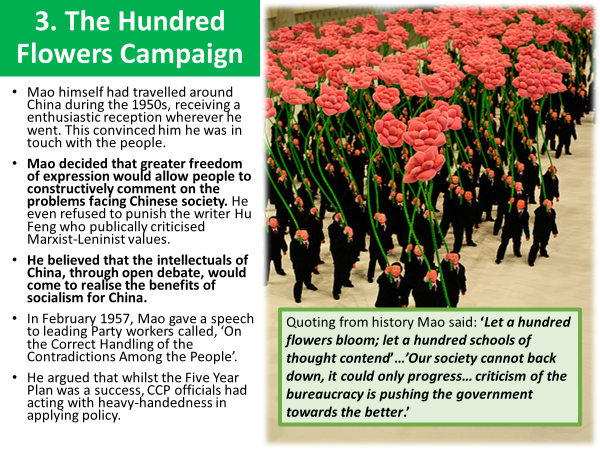 3. The Hundred
Flowers Campaign
• Mao himself had travelled around
China during the 1950s, receiving a
enthusiastic reception wherever he
went. This convinced him he was in
touch with the people.
• Mao decided that greater freedom
of expression would allow people to
constructively comment on the
problems facing Chinese society. He
even refused to punish the writer Hu
Feng who publically criticised
Marxist-Leninist values.
• He believed that the intellectuals of
China, through open debate, would
come to realise the benefits of
socialism for China.
• In February 1957, Mao gave a speech
to leading Party workers called, ‘On
the Correct Handling of the
Contradictions Among the People’.
• He argued that whilst the Five Year
Plan was a success, CCP officials had
acting with heavy-handedness in
applying policy.
Quoting from history Mao said: ‘Let a hundred
flowers bloom; let a hundred schools of
thought contend’…’Our society cannot back
down, it could only progress… criticism of the
bureaucracy is pushing the government
towards the better.’